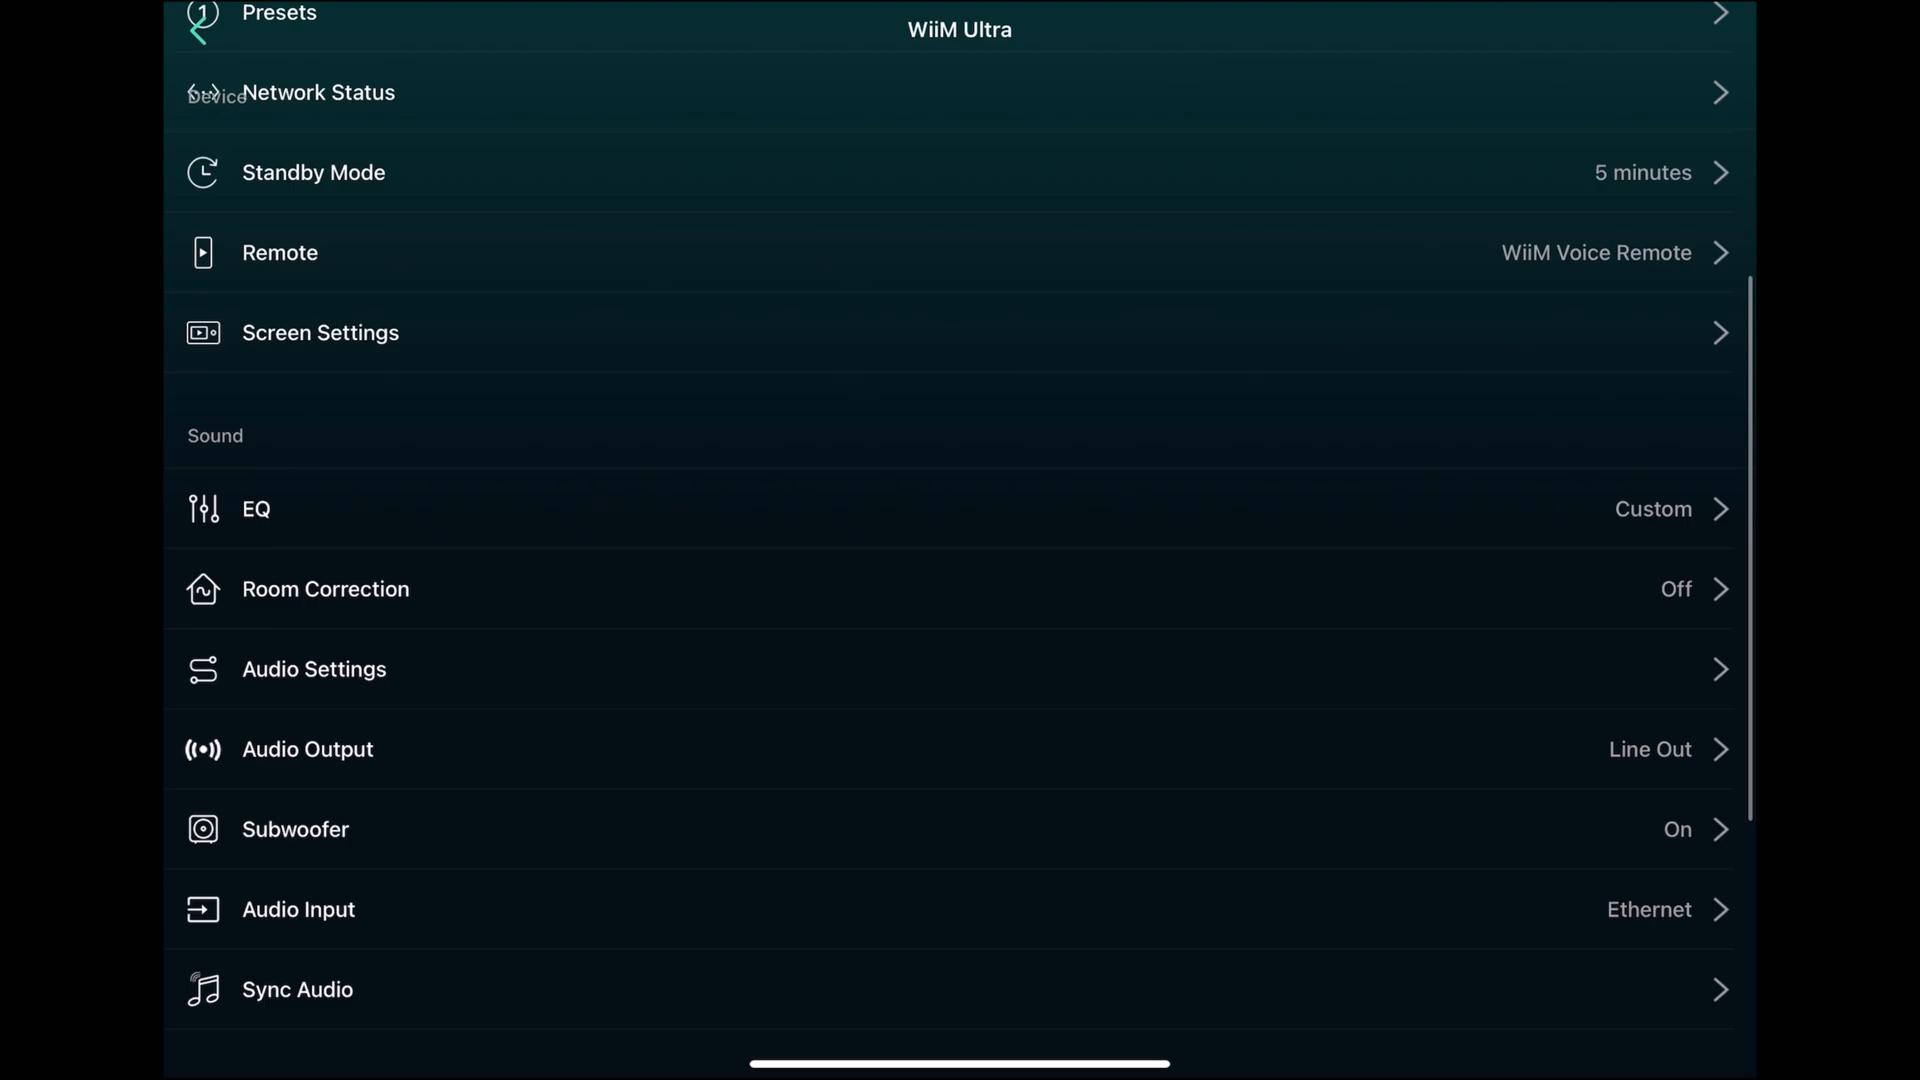 Presets
WiiM Ultra
Device
Network Status
Standby Mode 5 minutes
Remote WiiM Voice Remote
Screen Settings
Sound
EQ Custom
Room Correction Off
Audio Settings
Audio Output Line Out
Subwoofer On
Audio Input Ethernet
Sync Audio